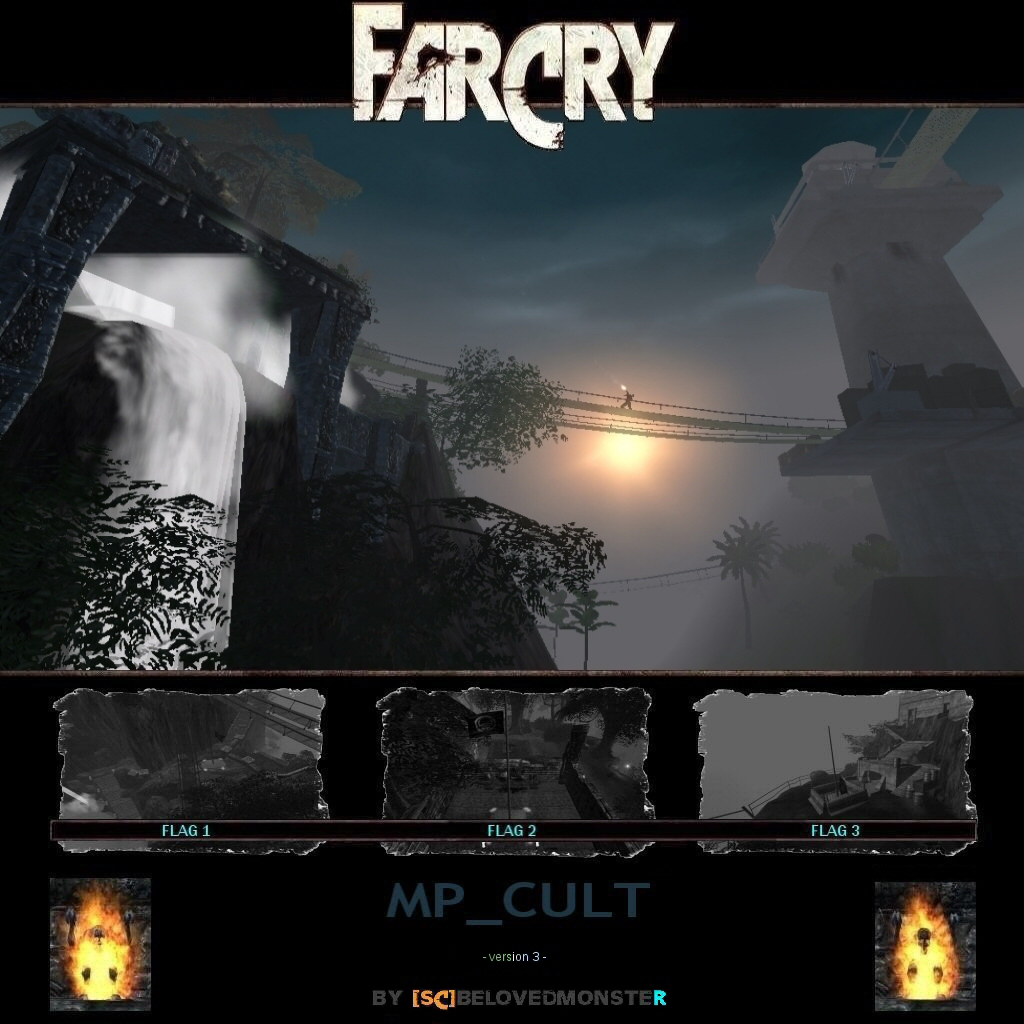 FARCRY
FLAG 1
FLAG 2
FLAG 3
MP_CULT
- version 3 -
BY [SC]BELOVEDMONSTER